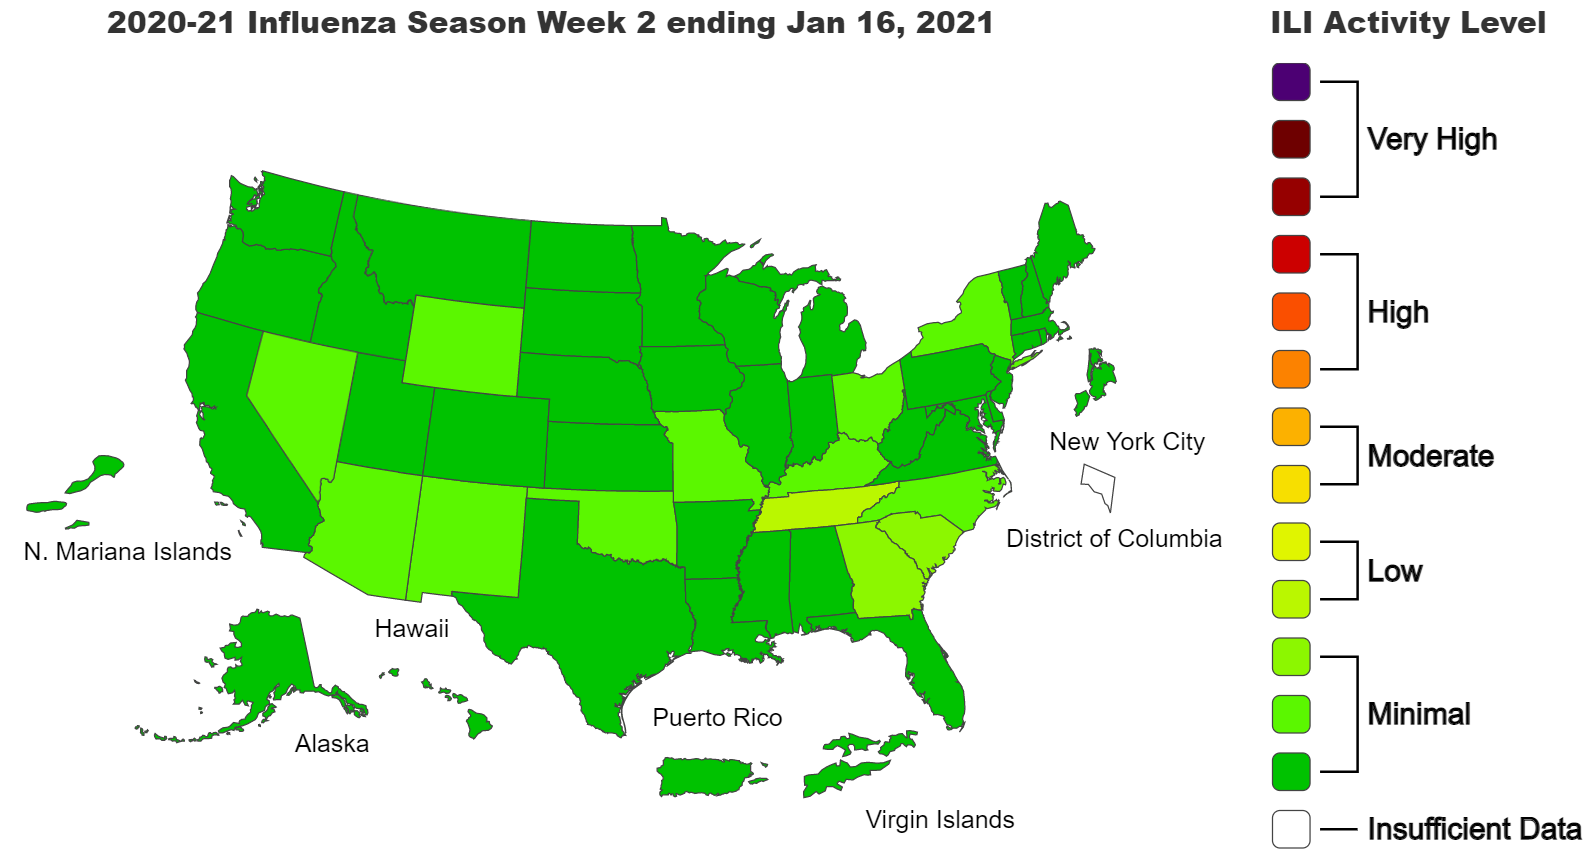 2020-21 Influenza Season Week 2 ending Jan 16, 2021
ILI Activity Level
Very High
High
Moderate
Low
Minimal
Insufficient Data
New York City
District of Columbia
N. Mariana Islands
Hawaii
Alaska
Puerto Rico
Virgin Islands